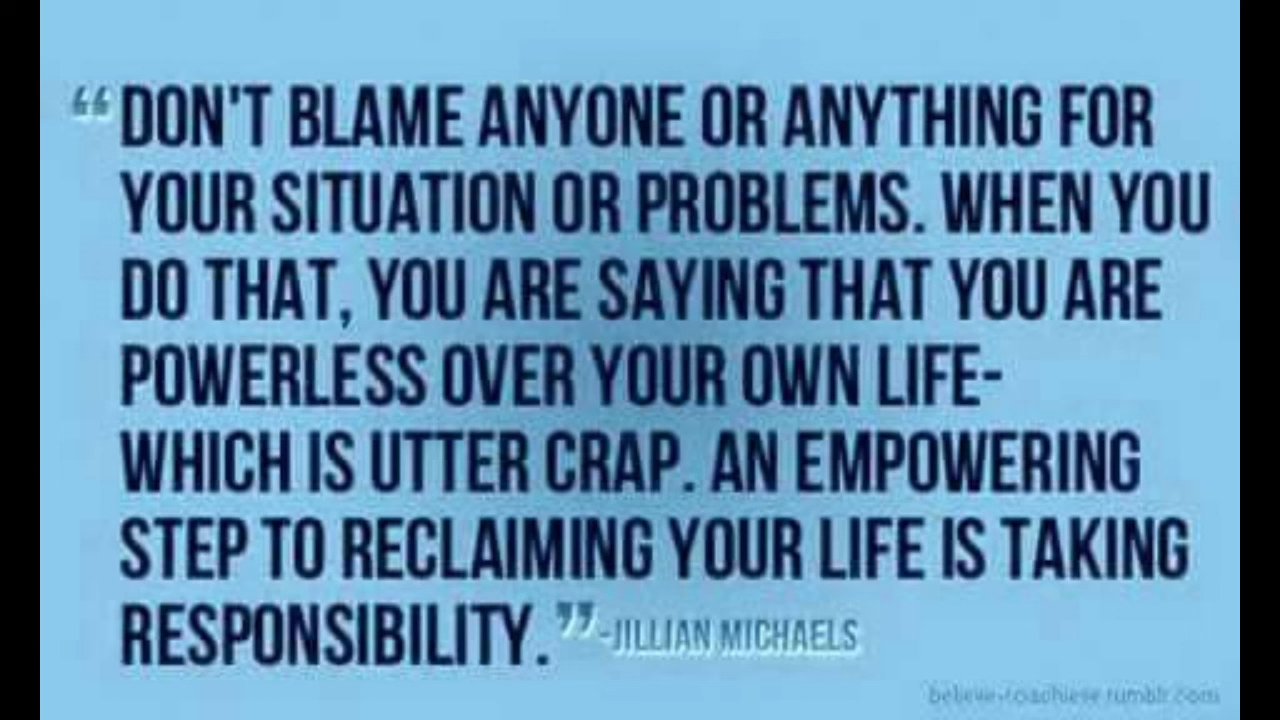 “DON'T BLAME ANYONE OR ANYTHING FOR
YOUR SITUATION OR PROBLEMS. WHEN YOU
DO THAT, YOU ARE SAYING THAT YOU ARE
POWERLESS OVER YOUR OWN LIFE-
WHICH IS UTTER CRAP. AN EMPOWERING
STEP TO RECLAIMING YOUR LIFE IS TAKING
RESPONSIBILITY.” -JILLIAN MICHAELS